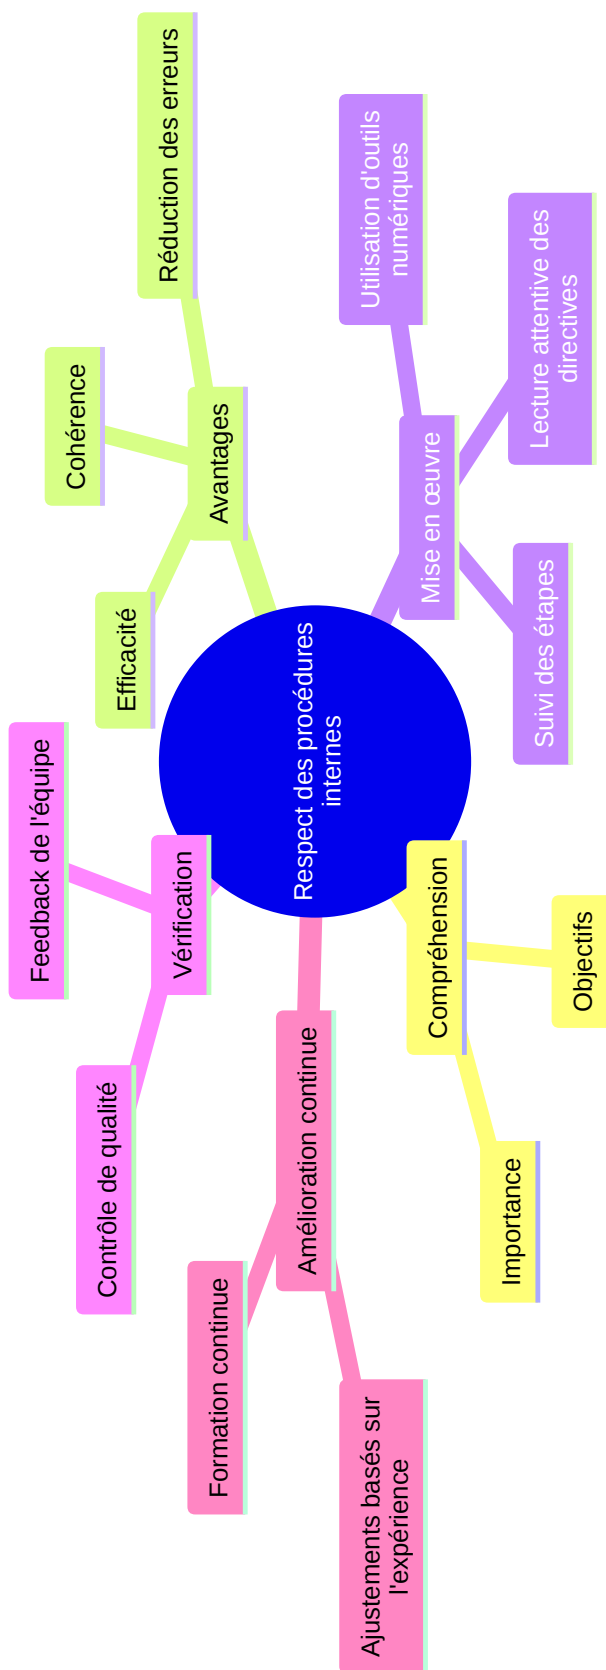 Respect des procédures
internes
Compréhension
Objectifs
Importance
Mise en œuvre
Lecture attentive des
directives
Suivi des étapes
Utilisation d'outils
numériques
Avantages
Efficacité
Cohérence
Réduction des erreurs
Vérification
Feedback de l'équipe
Contrôle de qualité
Amélioration continue
Formation continue
Ajustements basés sur
l'expérience